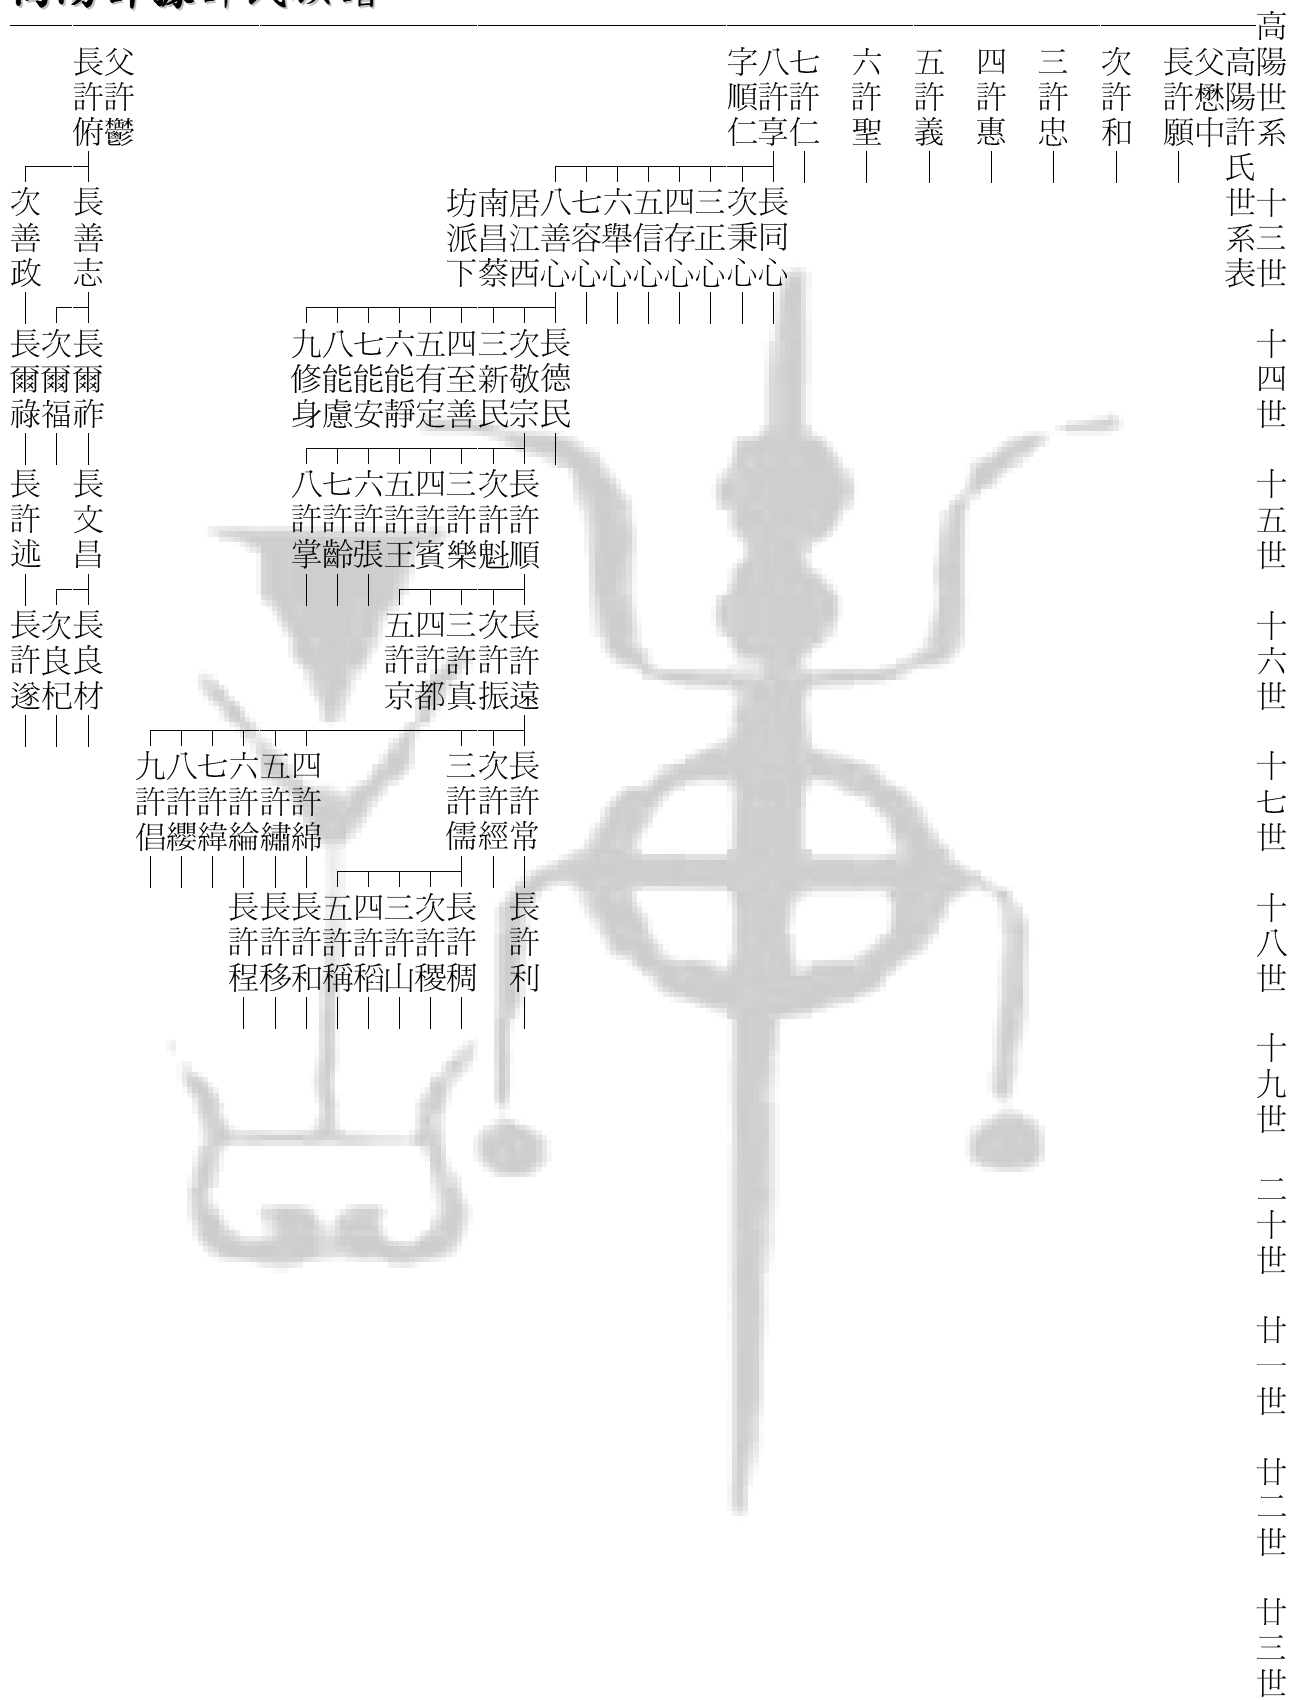 高陽世系
十三世
十四世
十五世
十六世
十七世
十八世
十九世
二十世
廿一世
廿二世
廿三世
高陽許氏世系表
父懋中
長許願
次許和
三許忠
四許惠
五許義
六許聖
七許仁
八許享
字順仁
長同心
次秉心
三正心
四存心
五信心
六舉心
七容心
八善心
居江西
南昌蔡
坊派下
長德民
次敬宗
三新民
四至善
五有定
六能靜
七能安
八能慮
九修身
長許順
次許魁
三許樂
四許賓
五許王
六許張
七許齡
八許掌
長許遠
次許振
三許真
四許都
五許京
長許常
次許經
三許儒
四許綿
五許繡
六許綸
七許緯
八許纓
九許倡
長許利
長許稠
次許稷
三許山
四許稻
五許稱
長許和
長許移
長許程
父許鬱
長許俯
長善志
次善政
長爾祚
次爾福
長爾祿
長文昌
長許述
長良材
次良杞
長許遂